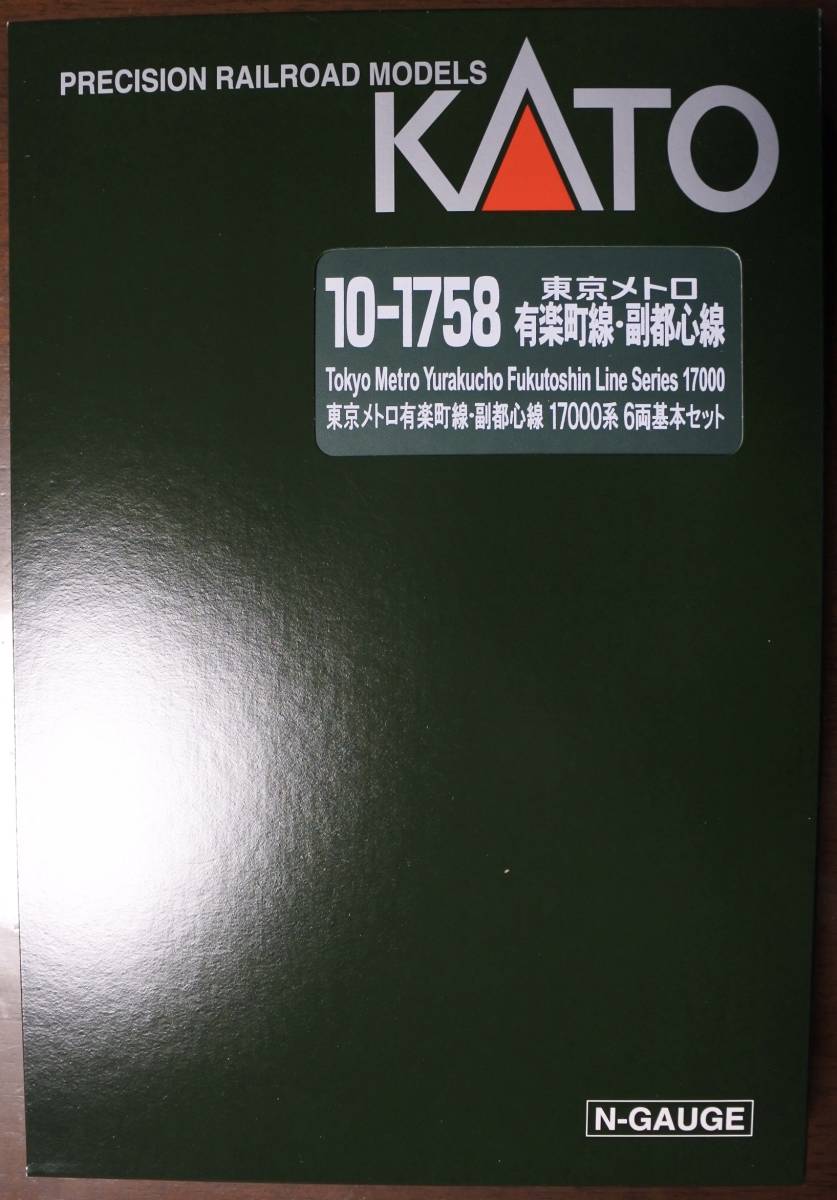 PRECISION RAILROAD MODELS
KATO
10-1758
東京メトロ
有楽町線・副都心線
Tokyo Metro Yurakucho Fukutoshin Line Series 17000
東京メトロ有楽町線・副都心線 17000系 6両基本セット
N-GAUGE